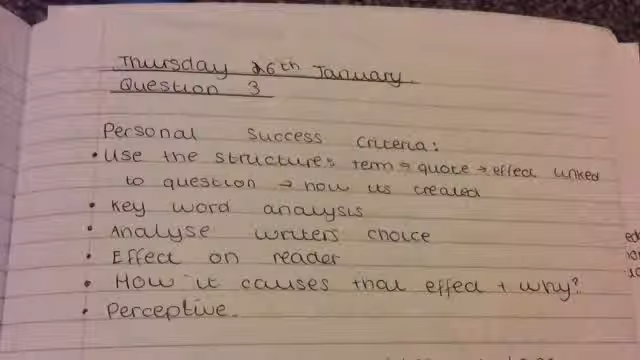 Thursday 26th January.
Question 3
Personal success criteria:
• Use the structure: term → quote → effect linked
to question → how is created
• Key word analysis
• Analyse writers choice
• Effect on reader
• How it causes that effect + why?
• Perceptive.